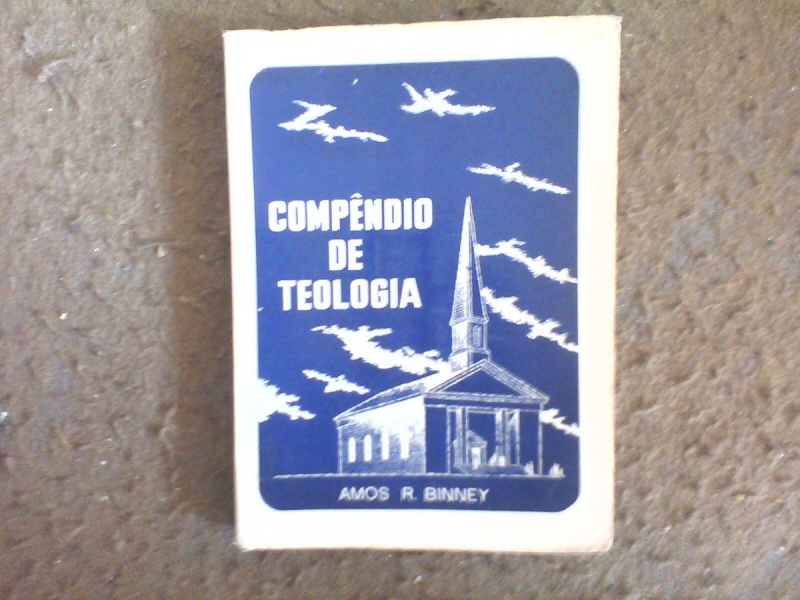 COMPÊNDIO
DE
TEOLOGIA
AMOS R. BINNEY